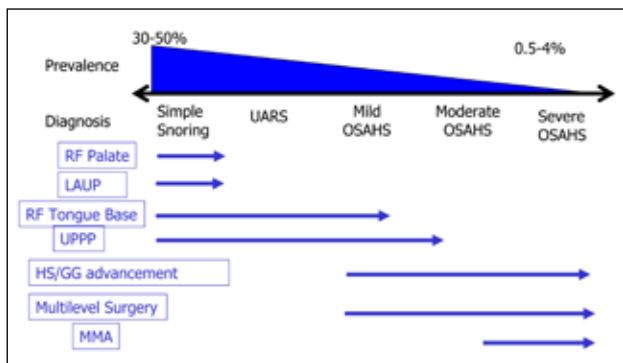 30-50%
0.5-4%
Prevalence
Diagnosis
Simple
Snoring
UARS
Mild
OSAHS
Moderate
OSAHS
Severe
OSAHS
RF Palate
LAUP
RF Tongue Base
UPPP
HS/GG advancement
Multilevel Surgery
MMA